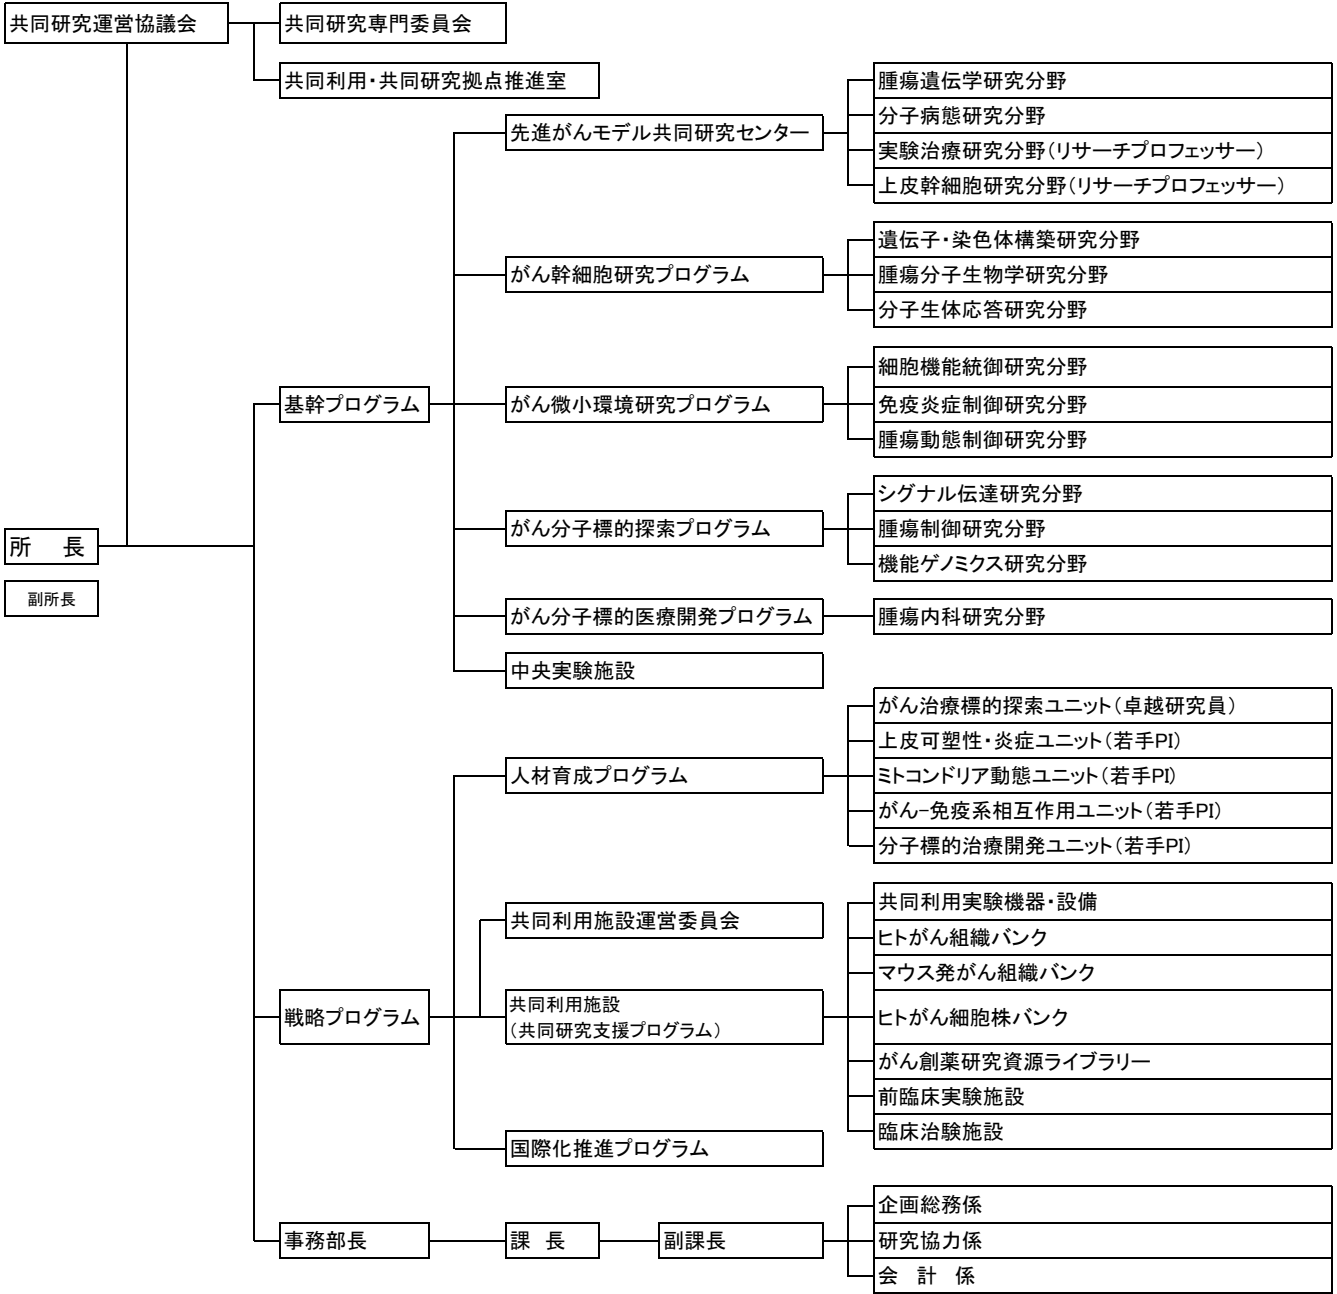 共同研究運営協議会
共同研究専門委員会
共同利用・共同研究拠点推進室
先進がんモデル共同研究センター
腫瘍遺伝学研究分野
分子病態研究分野
実験治療研究分野（リサーチプロフェッサー）
上皮幹細胞研究分野（リサーチプロフェッサー）
がん幹細胞研究プログラム
遺伝子・染色体構築研究分野
腫瘍分子生物学研究分野
分子生体応答研究分野
基幹プログラム
がん微小環境研究プログラム
細胞機能統御研究分野
免疫炎症制御研究分野
腫瘍動態制御研究分野
所　長
副所長
がん分子標的探索プログラム
シグナル伝達研究分野
腫瘍制御研究分野
機能ゲノミクス研究分野
がん分子標的医療開発プログラム
腫瘍内科研究分野
中央実験施設
人材育成プログラム
がん治療標的探索ユニット（卓越研究員）
上皮可塑性・炎症ユニット（若手PI）
ミトコンドリア動態ユニット（若手PI）
がん-免疫系相互作用ユニット（若手PI）
分子標的治療開発ユニット（若手PI）
戦略プログラム
共同利用施設運営委員会
共同利用施設
（共同研究支援プログラム）
共同利用実験機器・設備
ヒトがん組織バンク
マウス発がん組織バンク
ヒトがん細胞株バンク
がん創薬研究資源ライブラリー
前臨床実験施設
臨床治験施設
国際化推進プログラム
事務部長
課　長
副課長
企画総務係
研究協力係
会　計　係